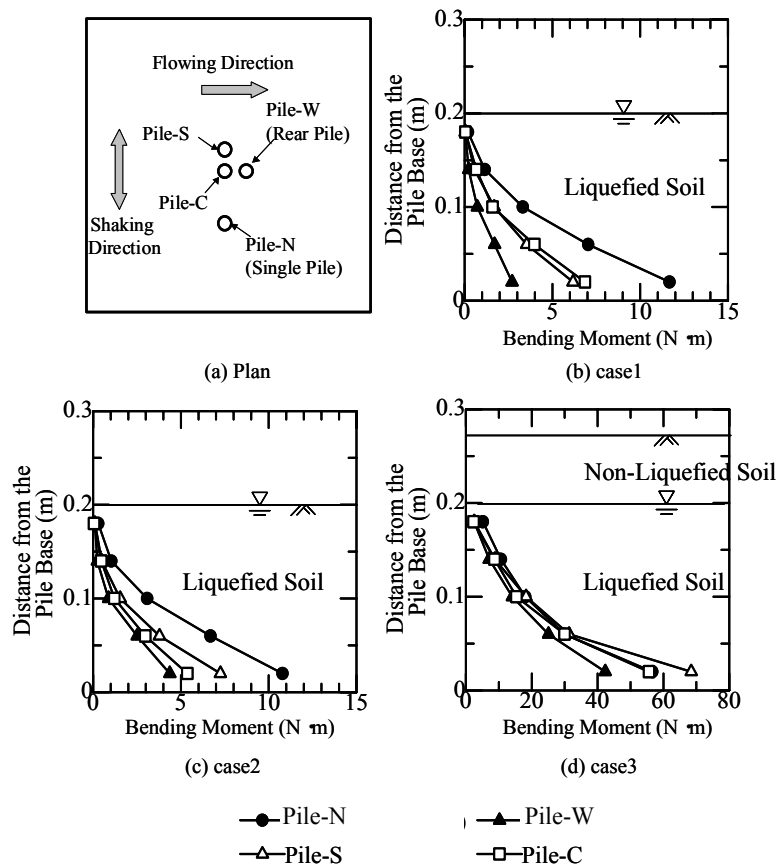 Flowing Direction
Pile-W
(Rear Pile)
Pile-S
Pile-C
Shaking
Direction
Pile-N
(Single Pile)
(a) Plan
0.3
0.2
0.1
0
Distance from the
Pile Base (m)
Liquefied Soil
0 5 10 15
Bending Moment (N·m)
(b) case1
0.3
0.2
0.1
0
Distance from the
Pile Base (m)
Liquefied Soil
0 5 10 15
Bending Moment (N·m)
(c) case2
0.3
0.2
0.1
0
Distance from the
Pile Base (m)
Non-Liquefied Soil
Liquefied Soil
0 20 40 60 80
Bending Moment (N·m)
(d) case3
Pile-N
Pile-W
Pile-S
Pile-C